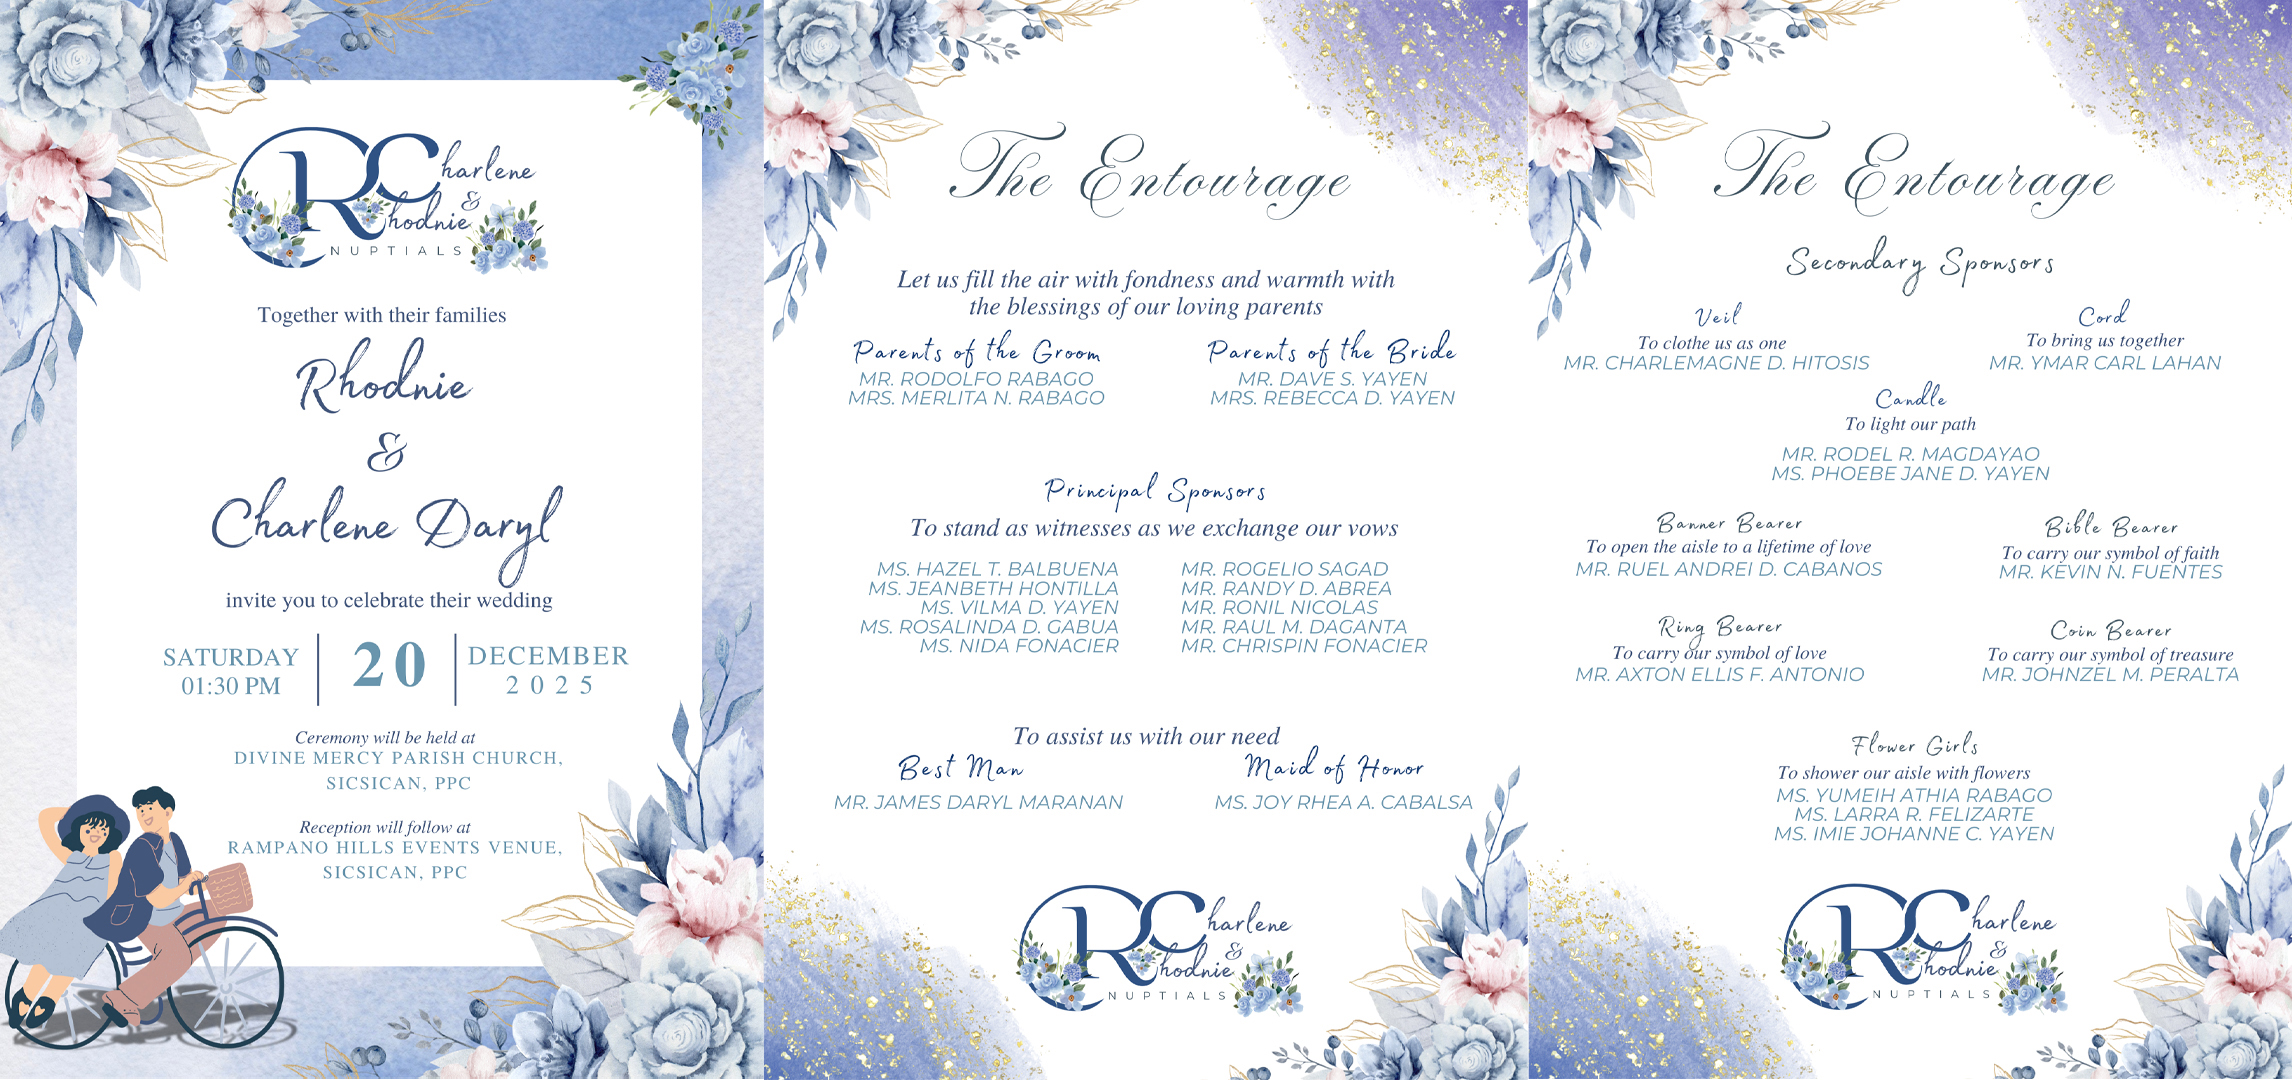 RC
Charlene
&
Rhodnie
NUPTIALS
Together with their families
Rhodnie
&
Charlene Daryl
invite you to celebrate their wedding
SATURDAY
01:30 PM
20
DECEMBER
2025
Ceremony will be held at
DIVINE MERCY PARISH CHURCH,
SICSICAN, PPC
Reception will follow at
RAMPANO HILLS EVENTS VENUE,
SICSICAN, PPC
The Entourage
Let us fill the air with fondness and warmth with
the blessings of our loving parents
Parents of the Groom
MR. RODOLFO RABAGO
MRS. MERLITA N. RABAGO
Parents of the Bride
MR. DAVE S. YAYEN
MRS. REBECCA D. YAYEN
Principal Sponsors
To stand as witnesses as we exchange our vows
MS. HAZEL T. BALBUENA
MS. JEANBETH HONTILLA
MS. VILMA D. YAYEN
MS. ROSALINDA D. GABUA
MS. NIDA FONACIER
MR. ROGELIO SAGAD
MR. RANDY D. ABREA
MR. RONIL NICOLAS
MR. RAUL M. DAGANTA
MR. CHRISPIN FONACIER
To assist us with our need
Best Man
MR. JAMES DARYL MARANAN
Maid of Honor
MS. JOY RHEA A. CABALSA
RC
Charlene
&
Rhodnie
NUPTIALS
The Entourage
Secondary Sponsors
Veil
To clothe us as one
MR. CHARLEMAGNE D. HITOSIS
Cord
To bring us together
MR. YMAR CARL LAHAN
Candle
To light our path
MR. RODEL R. MAGDAYAO
MS. PHOEBE JANE D. YAYEN
Banner Bearer
To open the aisle to a lifetime of love
MR. RUEL ANDREI D. CABANOS
Bible Bearer
To carry our symbol of faith
MR. KEVIN N. FUENTES
Ring Bearer
To carry our symbol of love
MR. AXTON ELLIS F. ANTONIO
Coin Bearer
To carry our symbol of treasure
MR. JOHNZEL M. PERALTA
Flower Girls
To shower our aisle with flowers
MS. YUMEIH ATHIA RABAGO
MS. LARRA R. FELIZARTE
MS. IMIE JOHANNE C. YAYEN
RC
Charlene
&
Rhodnie
NUPTIALS